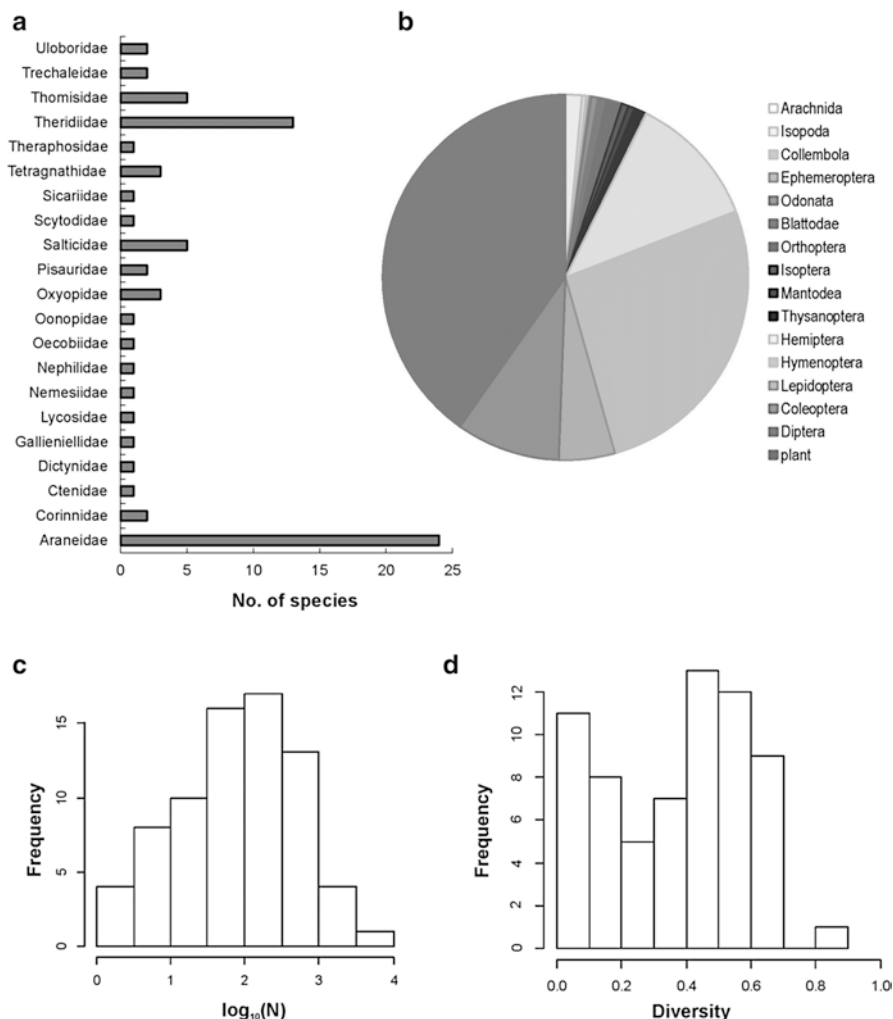 a
Uloboridae
Trechaleidae
Thomisidae
Theridiidae
Theraphosidae
Tetragnathidae
Sicariidae
Scytodidae
Salticidae
Pisauridae
Oxyopidae
Oonopidae
Oecobiidae
Nephilidae
Nemesiidae
Lycosidae
Gallieniellidae
Dictynidae
Ctenidae
Corinnidae
Araneidae
0 5 10 15 20 25
No. of species
b
Arachnida
Isopoda
Collembola
Ephemeroptera
Odonata
Blattodae
Orthoptera
Isoptera
Mantodea
Thysanoptera
Hemiptera
Hymenoptera
Lepidoptera
Coleoptera
Diptera
plant
c
Frequency
15
10
5
0
0 1 2 3 4
log₁₀(N)
d
Frequency
12
10
8
6
4
2
0
0.0 0.2 0.4 0.6 0.8 1.00
Diversity